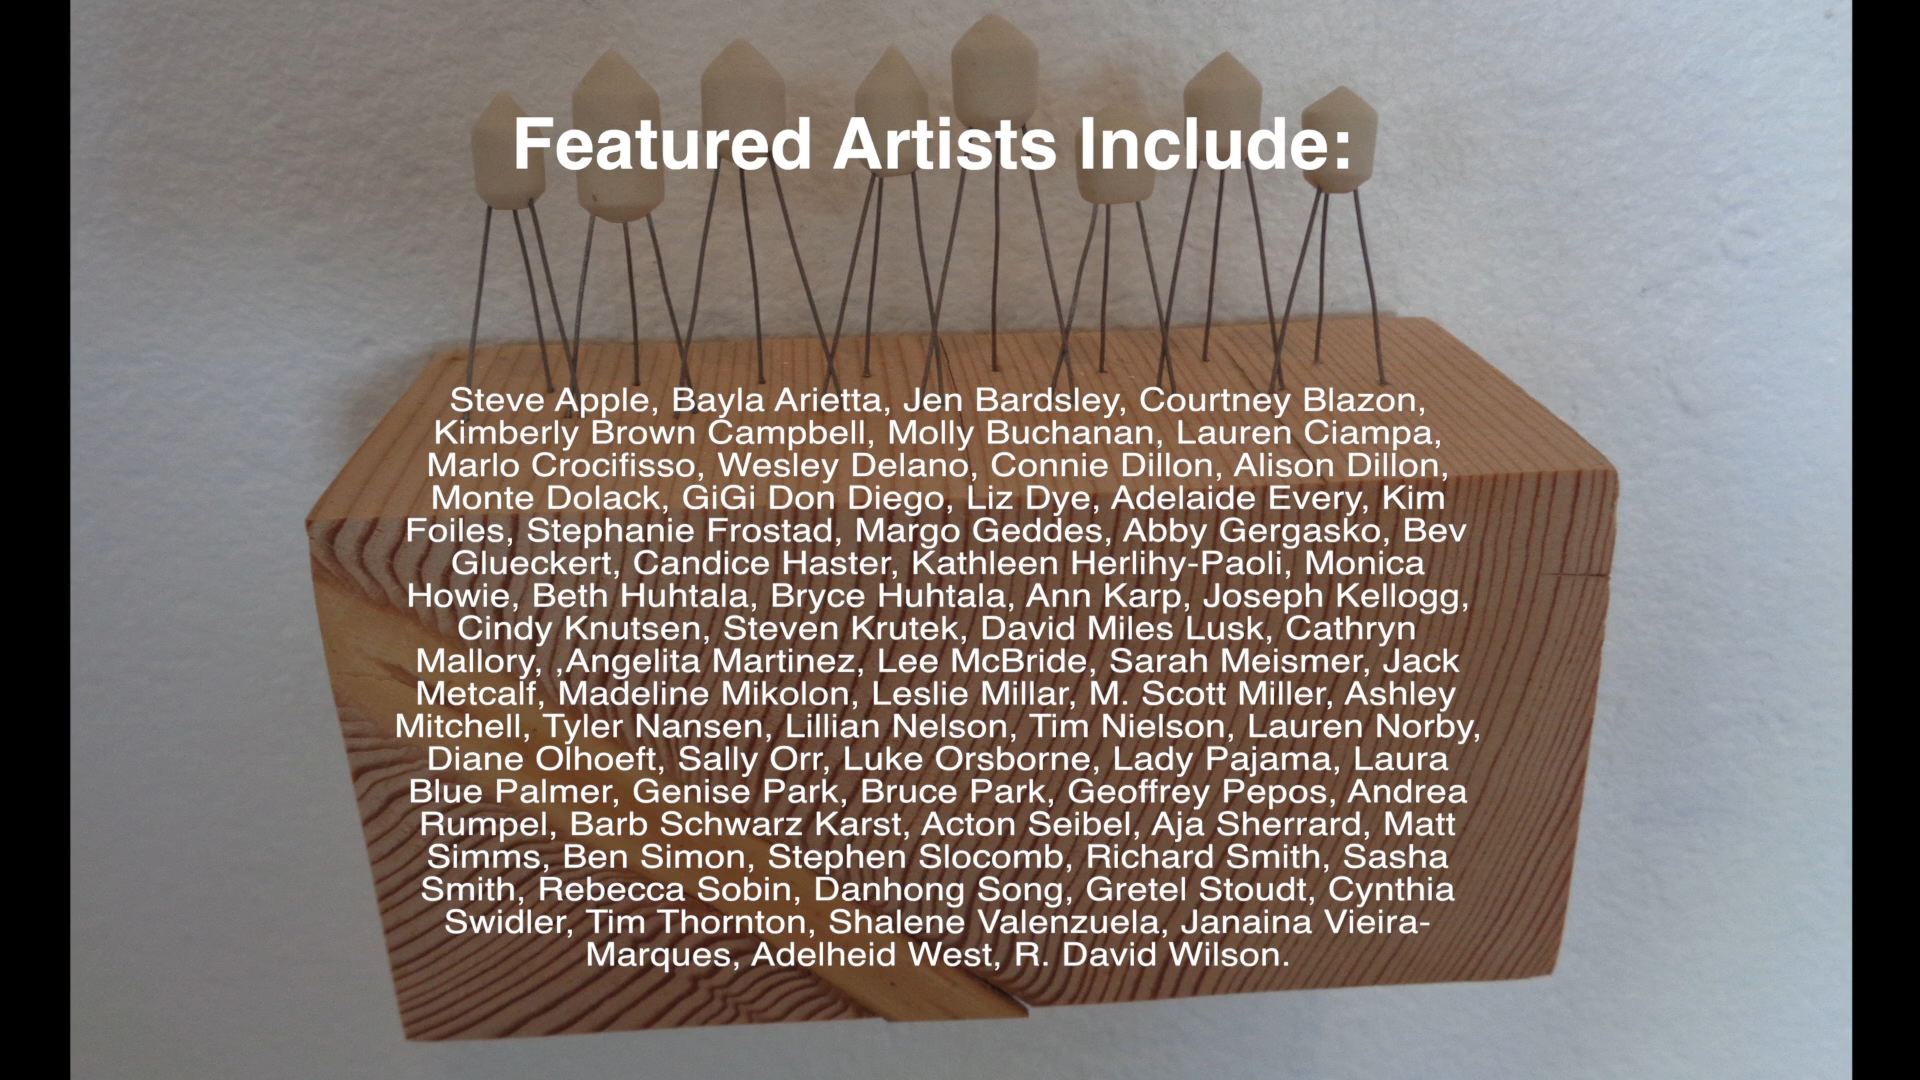 Featured Artists Include:
Steve Apple, Bayla Arietta, Jen Bardsley, Courtney Blazon,
Kimberly Brown Campbell, Molly Buchanan, Lauren Ciampa,
Marlo Crocifisso, Wesley Delano, Connie Dillon, Alison Dillon,
Monte Dolack, GiGi Don Diego, Liz Dye, Adelaide Every, Kim
Foiles, Stephanie Frostad, Margo Geddes, Abby Gergasko, Bev
Glueckert, Candice Haster, Kathleen Herlihy-Paoli, Monica
Howie, Beth Huhtala, Bryce Huhtala, Ann Karp, Joseph Kellogg,
Cindy Knutsen, Steven Krutek, David Miles Lusk, Cathryn
Mallory, ,Angelita Martinez, Lee McBride, Sarah Meismer, Jack
Metcalf, Madeline Mikolon, Leslie Millar, M. Scott Miller, Ashley
Mitchell, Tyler Nansen, Lillian Nelson, Tim Nielson, Lauren Norby,
Diane Olhoeft, Sally Orr, Luke Orsborne, Lady Pajama, Laura
Blue Palmer, Genise Park, Bruce Park, Geoffrey Pepos, Andrea
Rumpel, Barb Schwarz Karst, Acton Seibel, Aja Sherrard, Matt
Simms, Ben Simon, Stephen Slocomb, Richard Smith, Sasha
Smith, Rebecca Sobin, Danhong Song, Gretel Stoudt, Cynthia
Swidler, Tim Thornton, Shalene Valenzuela, Janaina Vieira-
Marques, Adelheid West, R. David Wilson.